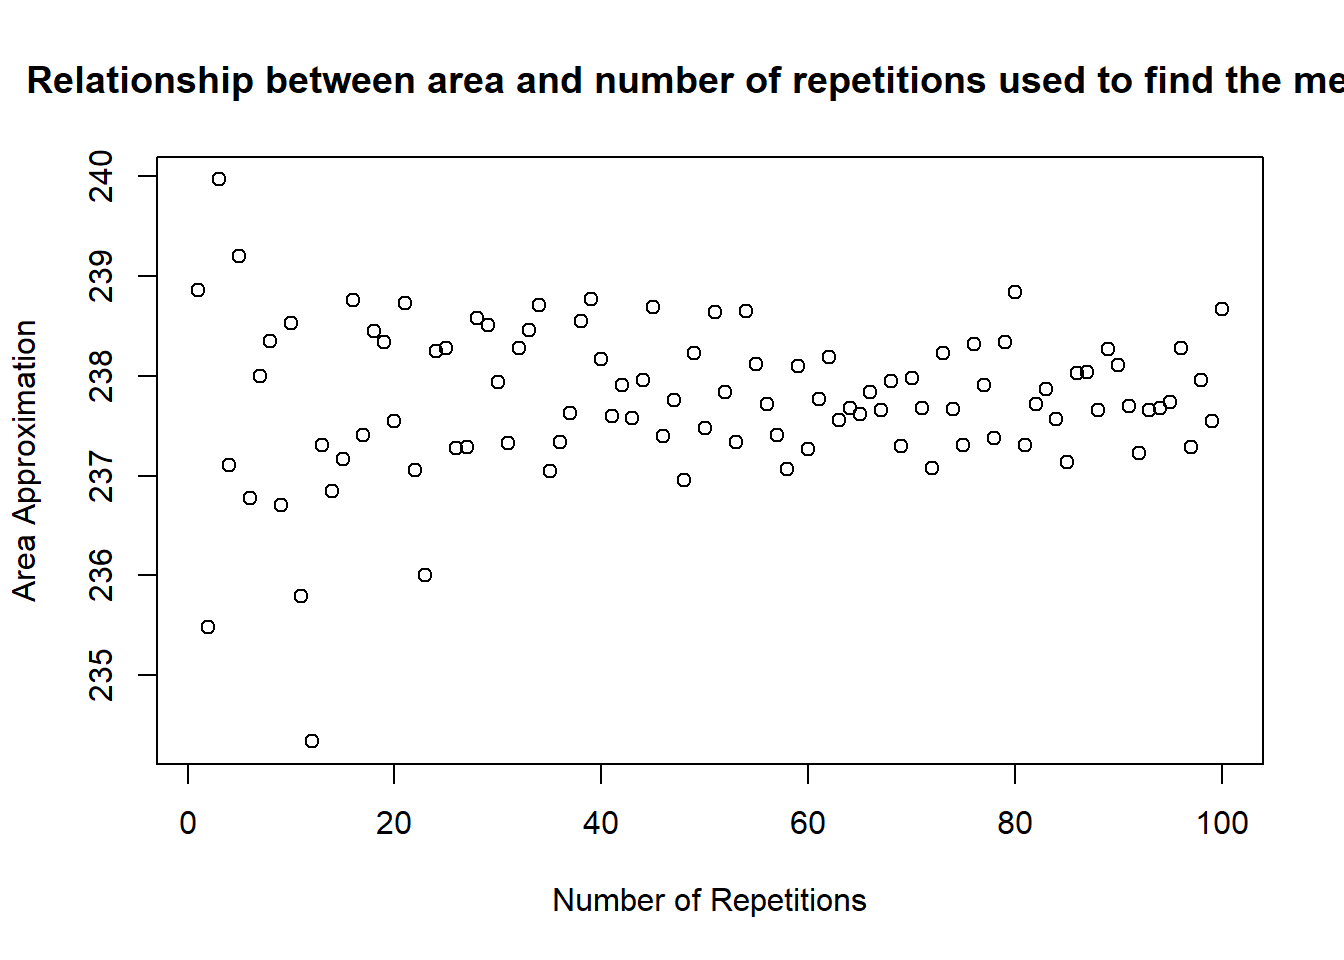 Relationship between area and number of repetitions used to find the me
240
239
238
237
236
235
Area Approximation
0 20 40 60 80 100
Number of Repetitions